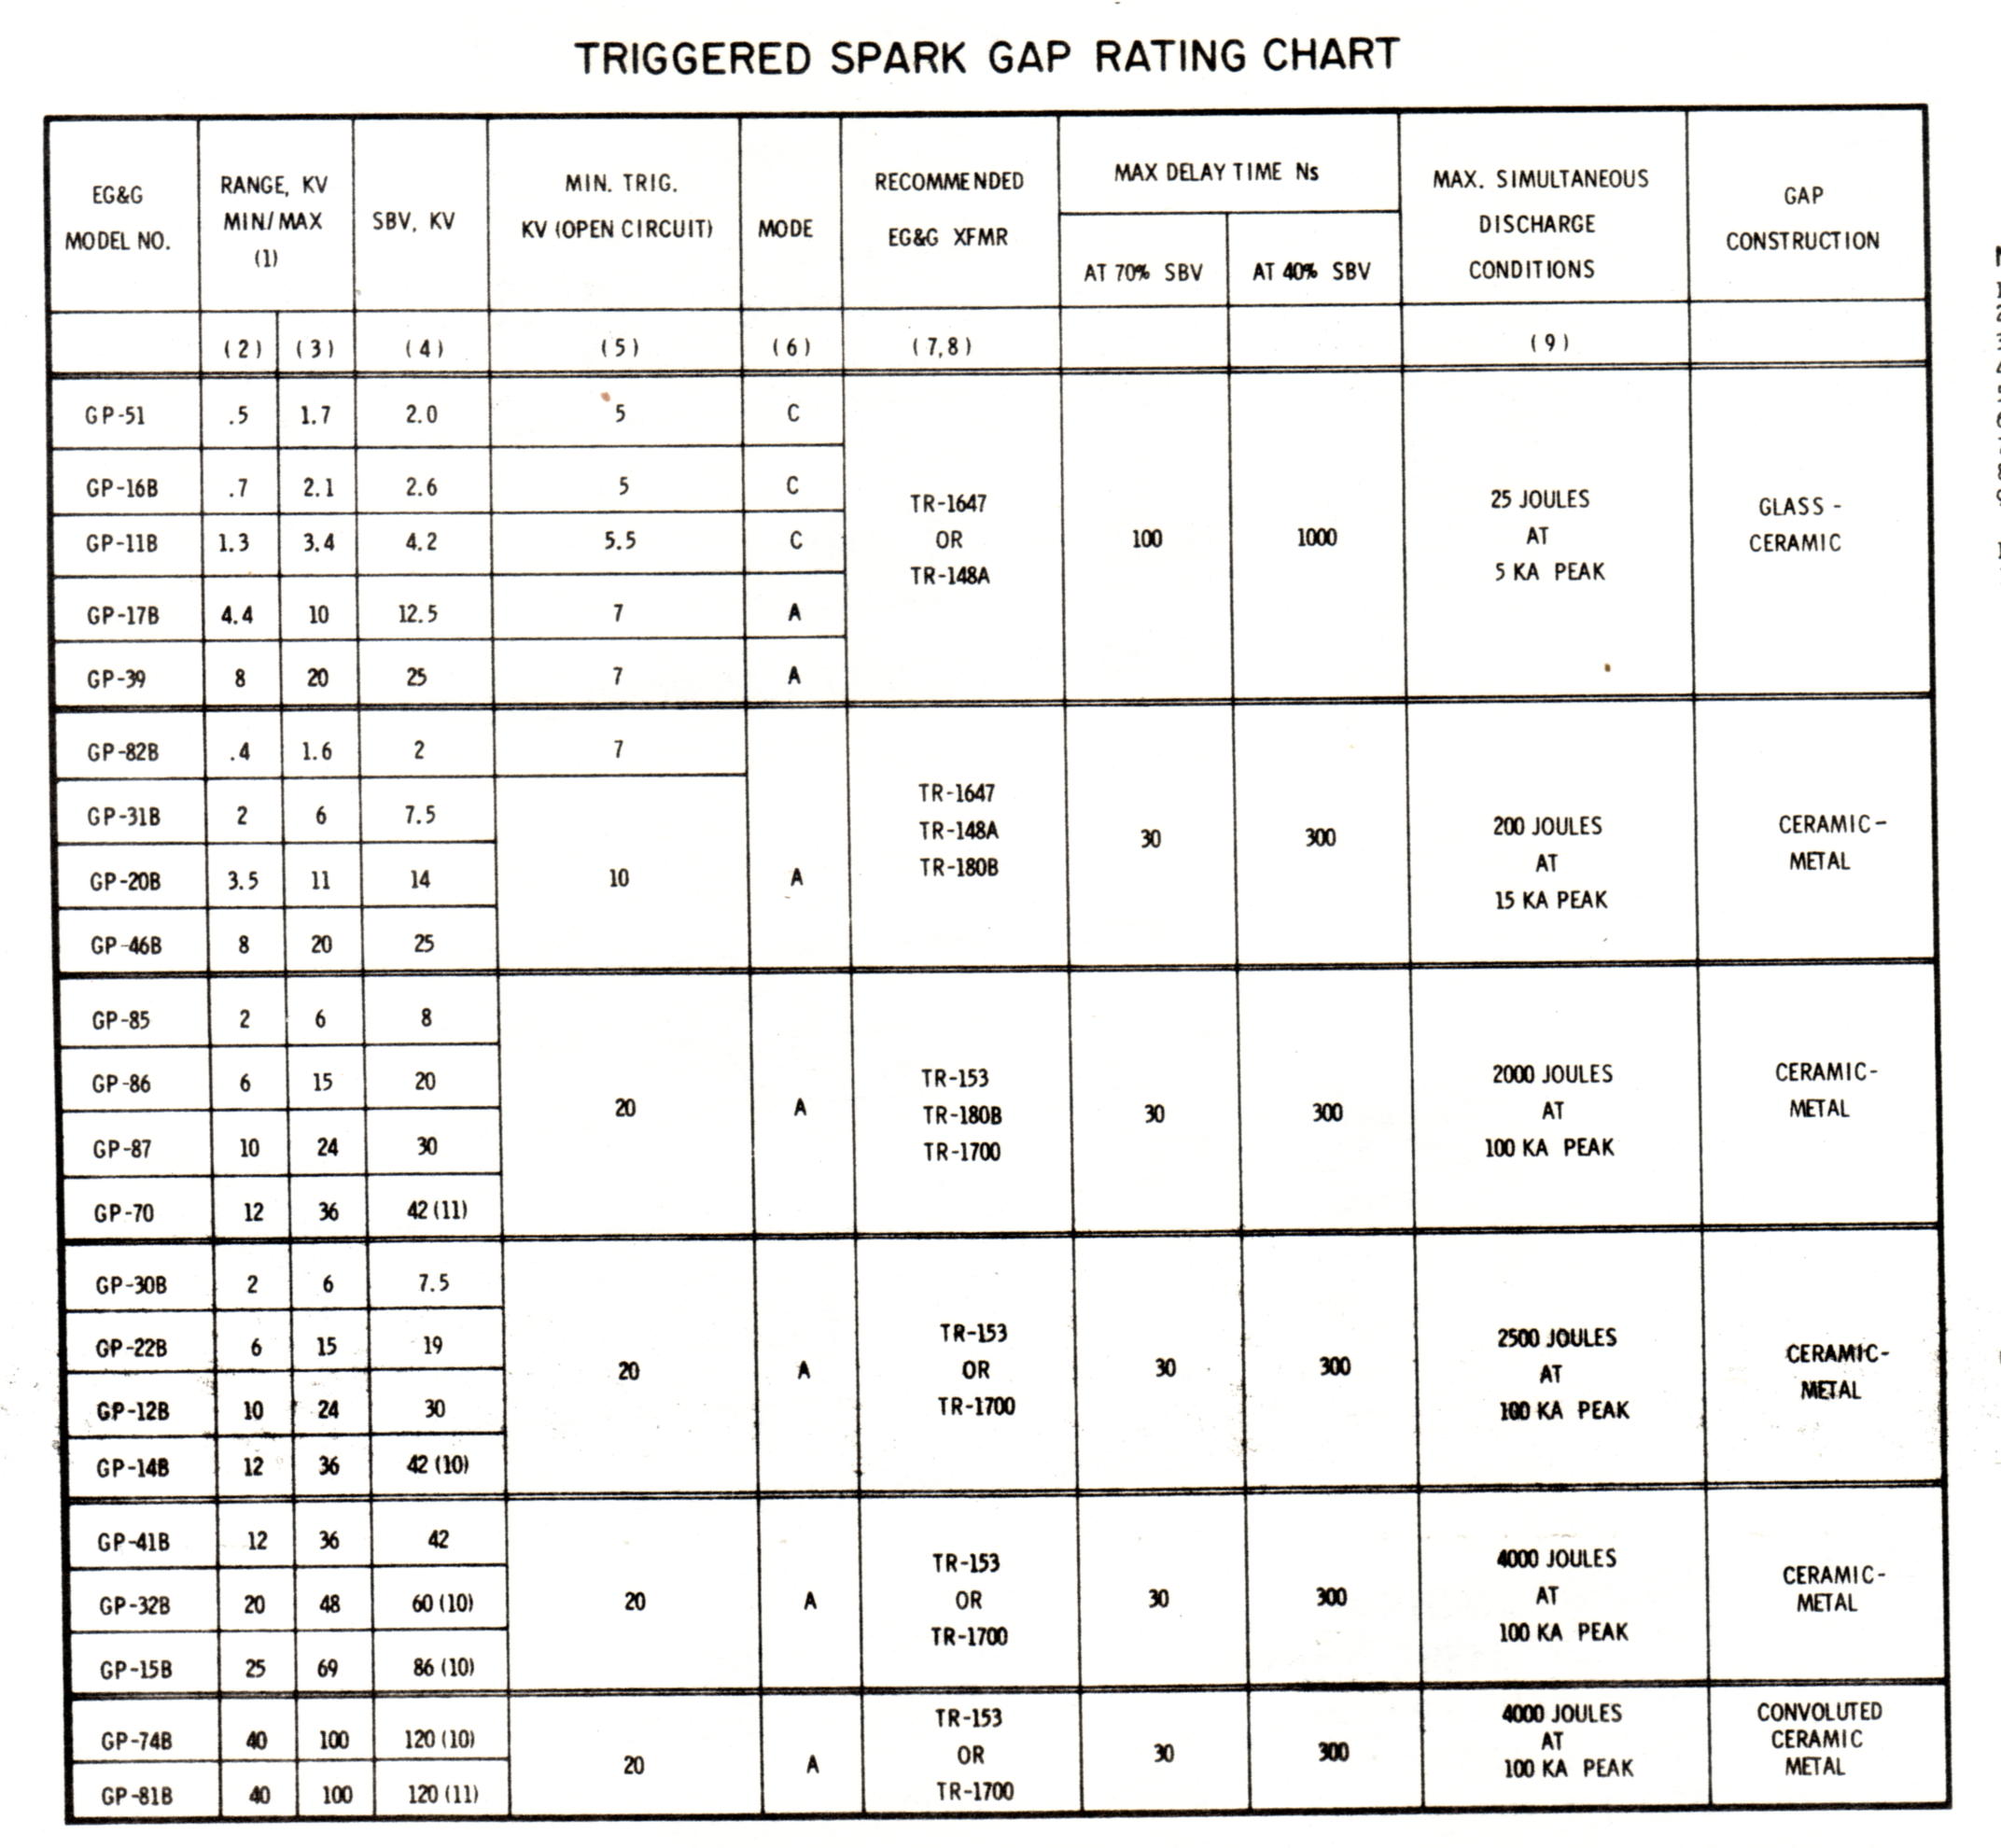 TRIGGERED SPARK GAP RATING CHART
EG&G
MODEL NO.
RANGE, KV
MIN/MAX
(1)
SBV, KV
MIN. TRIG.
KV (OPEN CIRCUIT)
MODE
RECOMMENDED
EG&G XFMR
MAX DELAY TIME Ns
AT 70% SBV
AT 40% SBV
MAX. SIMULTANEOUS
DISCHARGE
CONDITIONS
GAP
CONSTRUCTION
(2) (3) (4) (5) (6) (7,8) (9)
GP-51 .5 1.7 2.0 5 C
GP-16B .7 2.1 2.6 5 C
GP-11B 1.3 3.4 4.2 5.5 C
GP-17B 4.4 10 12.5 7 A
GP-39 8 20 25 7 A
TR-1647
OR
TR-148A
100
1000
25 JOULES
AT
5 KA PEAK
GLASS -
CERAMIC
GP-82B .4 1.6 2 7
GP-31B 2 6 7.5
GP-20B 3.5 11 14
GP-46B 8 20 25
10
A
TR-1647
TR-148A
TR-180B
30
300
200 JOULES
AT
15 KA PEAK
CERAMIC-
METAL
GP-85 2 6 8
GP-86 6 15 20
GP-87 10 24 30
GP-70 12 36 42 (11)
20
A
TR-153
TR-180B
TR-1700
30
300
2000 JOULES
AT
100 KA PEAK
CERAMIC-
METAL
GP-30B 2 6 7.5
GP-22B 6 15 19
GP-12B 10 24 30
GP-14B 12 36 42 (10)
20
A
TR-153
OR
TR-1700
30
300
2500 JOULES
AT
100 KA PEAK
CERAMIC-
METAL
GP-41B 12 36 42
GP-32B 20 48 60 (10)
GP-15B 25 69 86 (10)
20
A
TR-153
OR
TR-1700
30
300
4000 JOULES
AT
100 KA PEAK
CERAMIC-
METAL
GP-74B 40 100 120 (10)
GP-81B 40 100 120 (11)
20
A
TR-153
OR
TR-1700
30
300
4000 JOULES
AT
100 KA PEAK
CONVOLUTED
CERAMIC
METAL